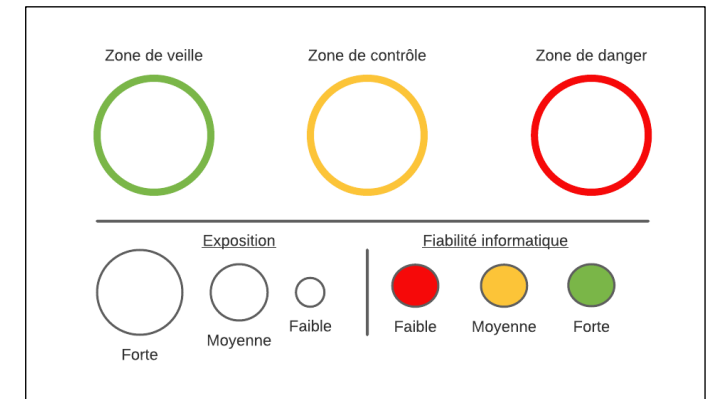 Zone de veille
Zone de contrôle
Zone de danger
Exposition
Fiabilité informatique
Forte
Moyenne
Faible
Faible
Moyenne
Forte